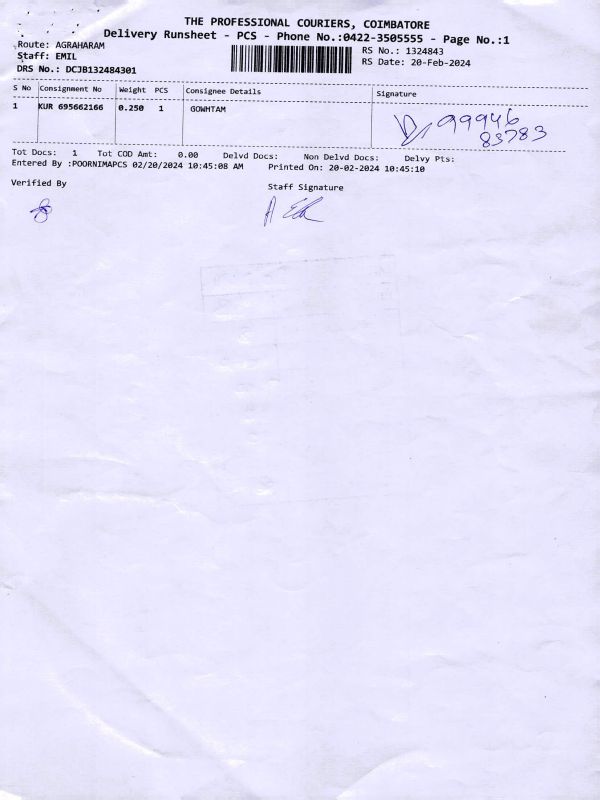 THE PROFESSIONAL COURIERS, COIMBATORE
Delivery Runsheet - PCS - Phone No.:0422-3505555 - Page No.:1
Route: AGRAHARAM
Staff: EMIL
DRS No.: DCJB132484301
RS No.: 1324843
RS Date: 20-Feb-2024
S No Consignment No Weight PCS Consignee Details Signature
1 KUR 695662166 0.250 1 GOWHTAM
99946
83783
Tot Docs: 1 Tot COD Amt: 0.00 Delvd Docs: Non Delvd Docs: Delvy Pts:
Entered By :POORNIMAPCS 02/20/2024 10:45:08 AM Printed On: 20-02-2024 10:45:10
Verified By Staff Signature